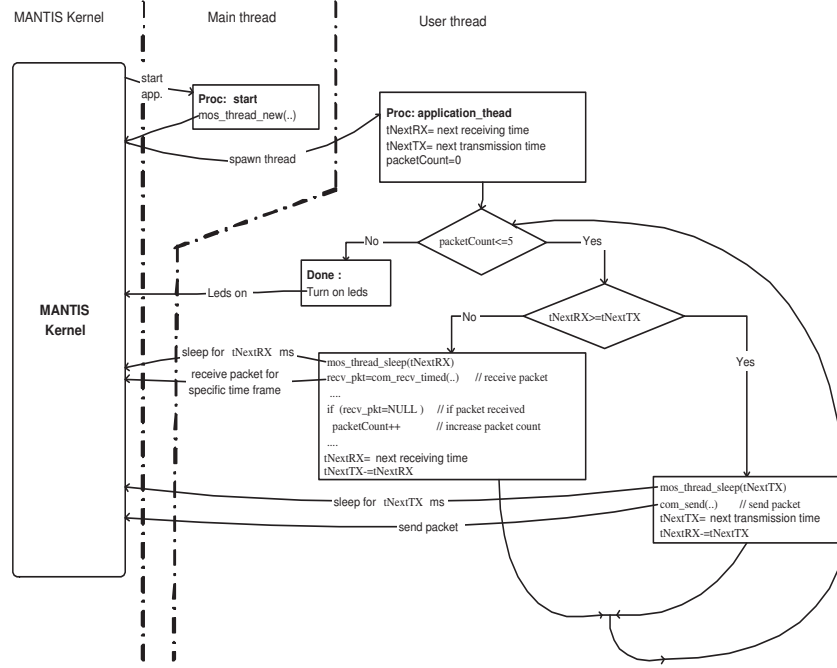 MANTIS Kernel
Main thread
User thread
start
app.
Proc: start
mos_thread_new(..)
spawn thread
Proc: application_thead
tNextRX= next receiving time
tNextTX= next transmission time
packetCount=0
packetCount<=5
No
Yes
Done :
Turn on leds
Leds on
MANTIS
Kernel
tNextRX>=tNextTX
No
Yes
sleep for tNextRX ms
receive packet for
specific time frame
mos_thread_sleep(tNextRX)
recv_pkt=com_recv_timed(..) // receive packet
....
if (recv_pkt=NULL ) // if packet received
packetCount++ // increase packet count
....
tNextRX= next receiving time
tNextTX-=tNextRX
sleep for tNextTX ms
send packet
mos_thread_sleep(tNextTX)
com_send(..) // send packet
tNextTX= next transmission time
tNextRX-=tNextTX